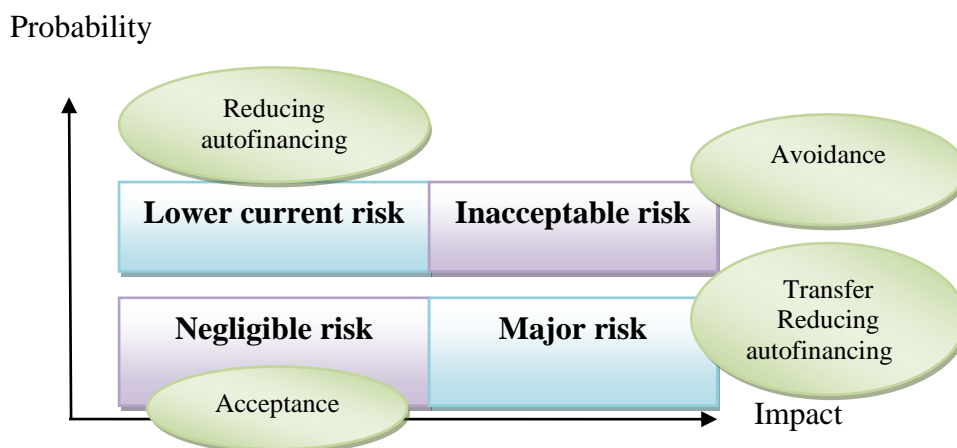 Probability
Reducing
autofinancing
Avoidance
Lower current risk
Inacceptable risk
Transfer
Reducing
autofinancing
Negligible risk
Major risk
Acceptance
Impact